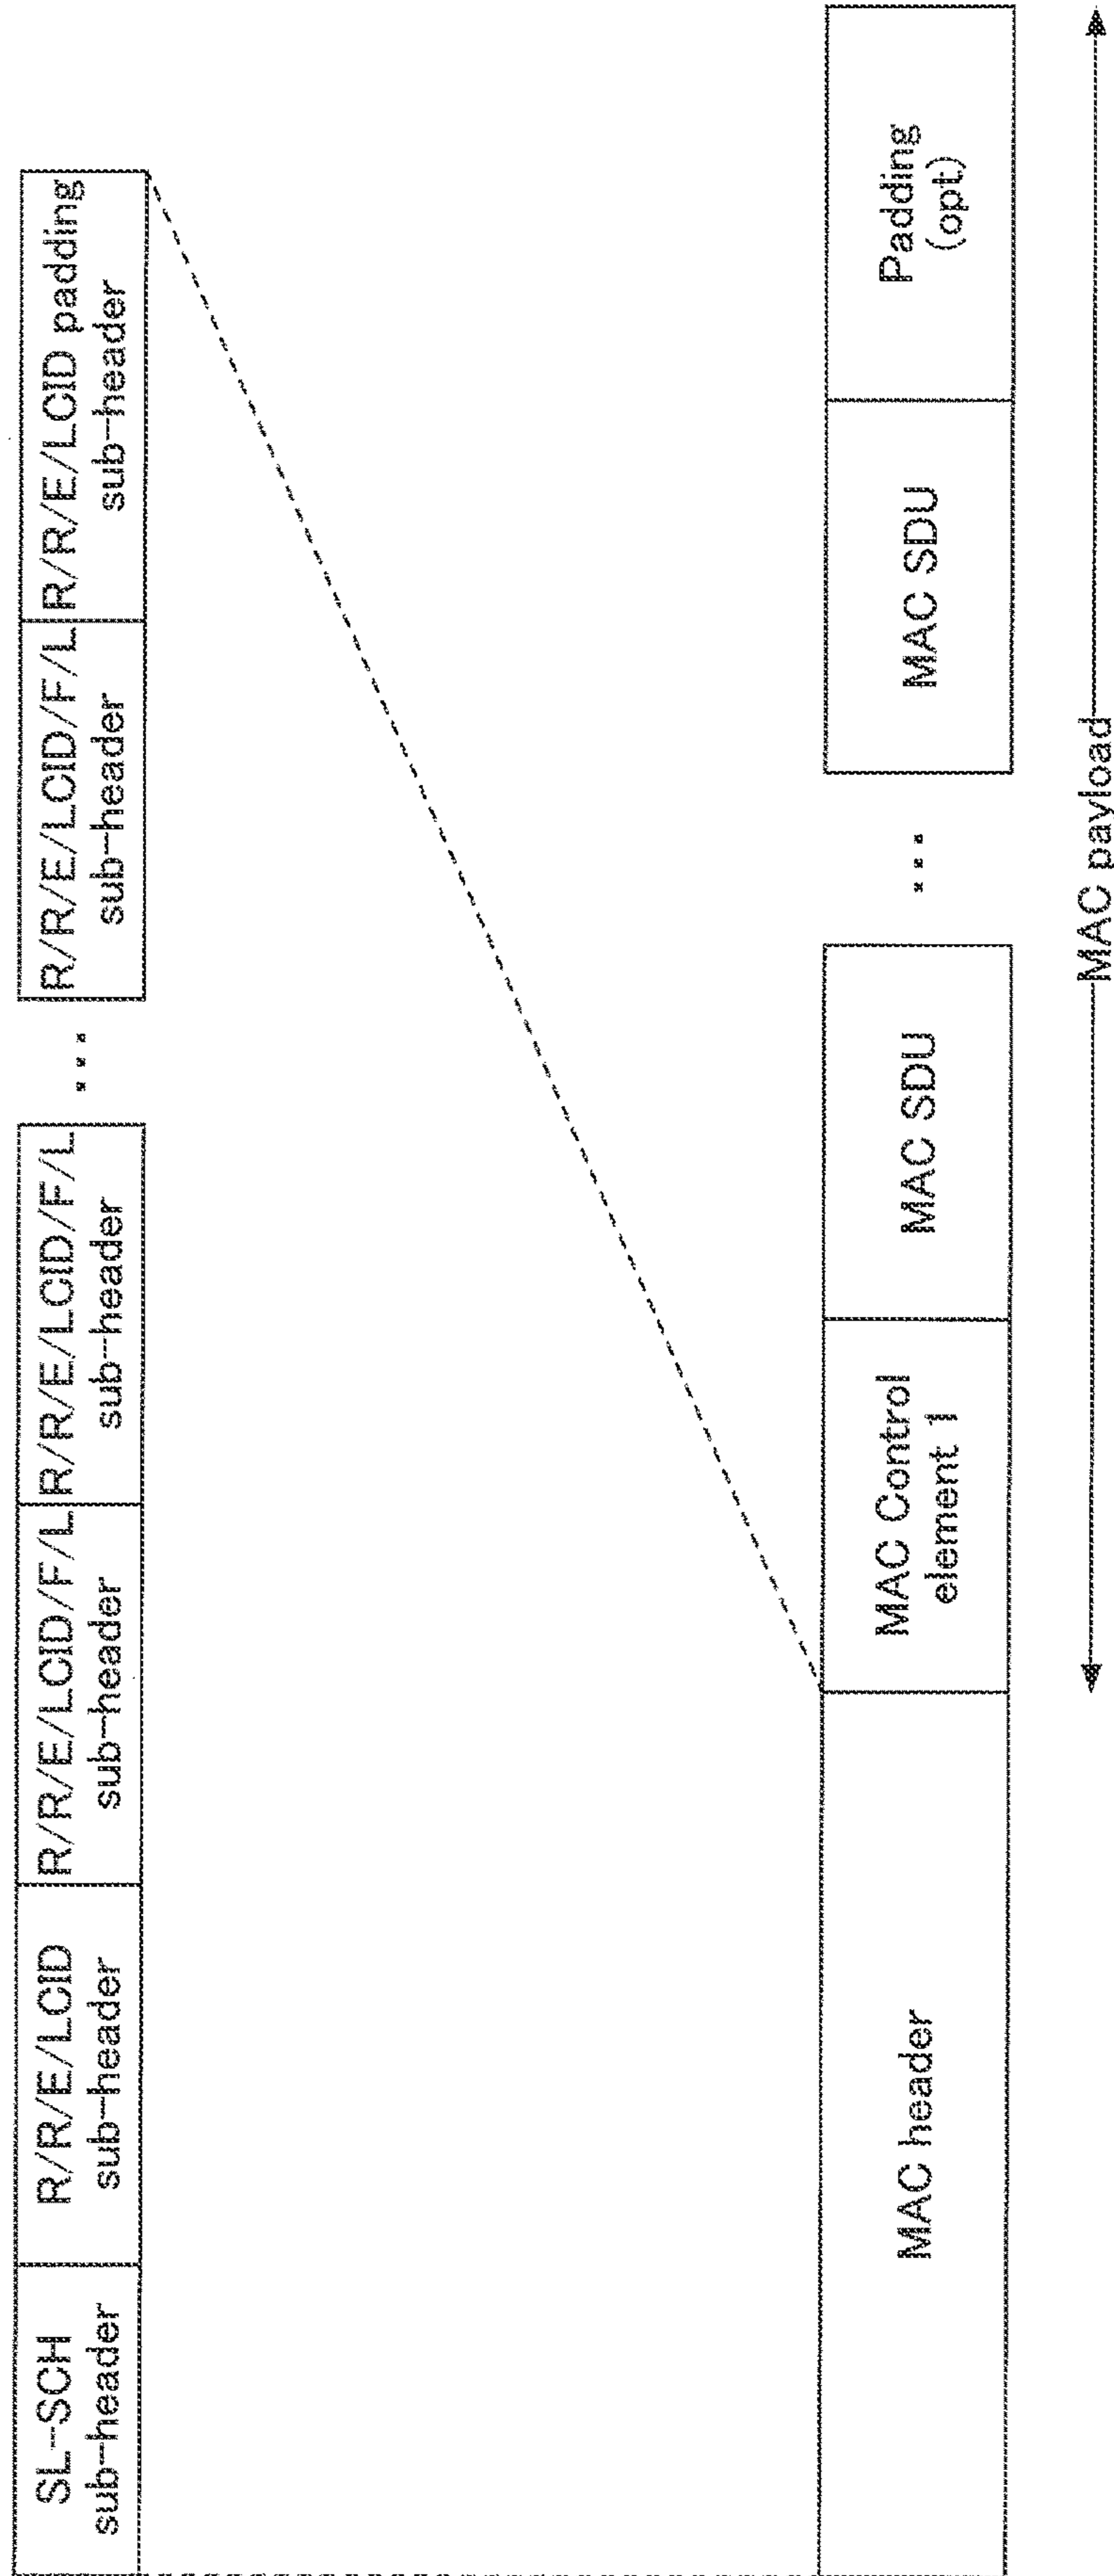 SL-SCH
sub-header
R/R/E/LCID
sub-header
R/R/E/LCID/F/L
sub-header
R/R/E/LCID/F/L
sub-header
...
R/R/E/LCID/F/L
sub-header
R/R/E/LCID padding
sub-header
MAC header
MAC Control
element 1
MAC SDU
...
MAC SDU
Padding
(opt)
MAC payload